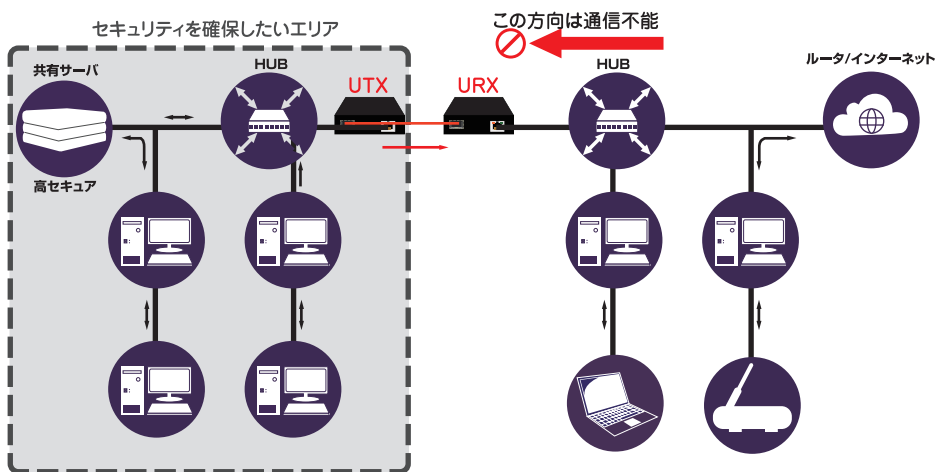 セキュリティを確保したいエリア
この方向は通信不能
共有サーバ
HUB
UTX
URX
HUB
ルータ/インターネット
高セキュア